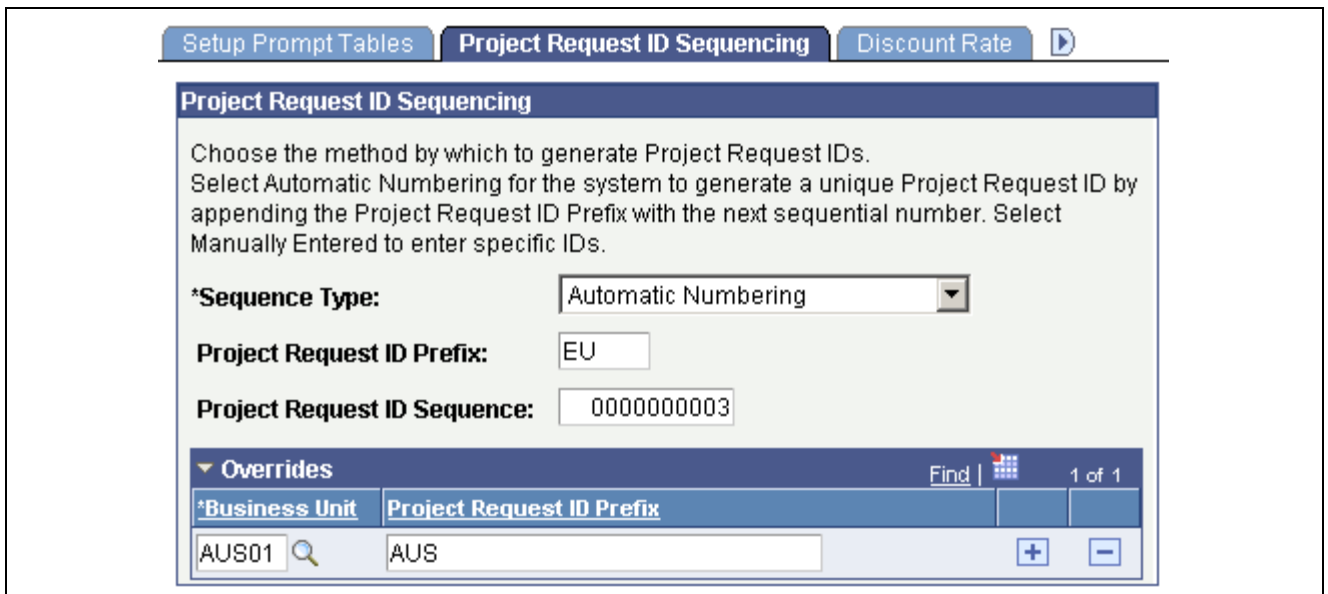 Setup Prompt Tables Project Request ID Sequencing Discount Rate
Project Request ID Sequencing
Choose the method by which to generate Project Request IDs.
Select Automatic Numbering for the system to generate a unique Project Request ID by
appending the Project Request ID Prefix with the next sequential number. Select
Manually Entered to enter specific IDs.
*Sequence Type: Automatic Numbering
Project Request ID Prefix: EU
Project Request ID Sequence: 0000000003
Overrides Find | 1 of 1
*Business Unit Project Request ID Prefix
AUS01 AUS